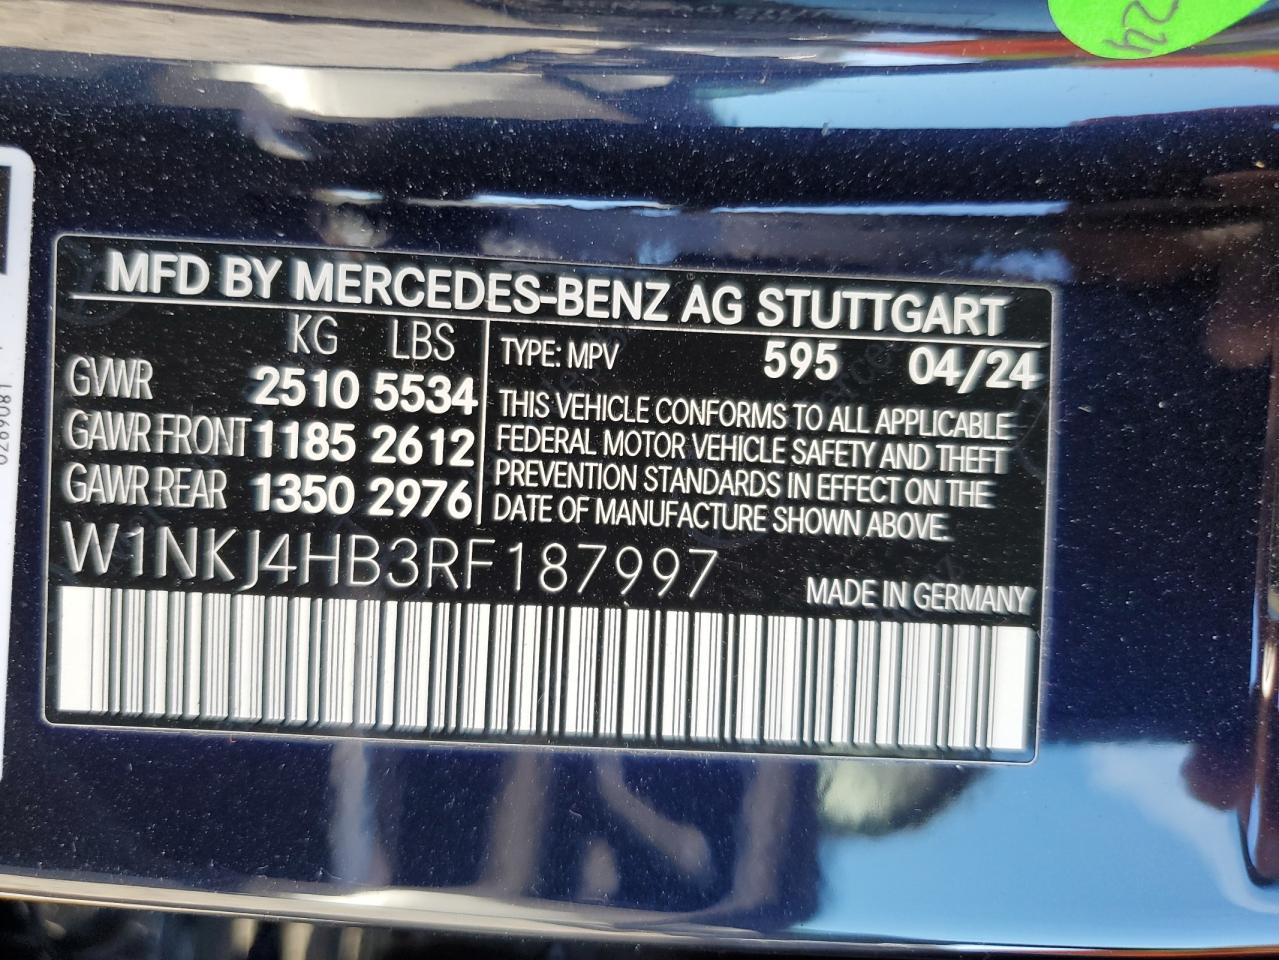 24
MFD BY MERCEDES-BENZ AG STUTTGART
KG LBS
GVWR 2510 5534
GAWR FRONT 1185 2612
GAWR REAR 1350 2976
TYPE: MPV 595 04/24
THIS VEHICLE CONFORMS TO ALL APPLICABLE
FEDERAL MOTOR VEHICLE SAFETY AND THEFT
PREVENTION STANDARDS IN EFFECT ON THE
DATE OF MANUFACTURE SHOWN ABOVE.
W1NKJ4HB3RF187997
MADE IN GERMANY
0269081